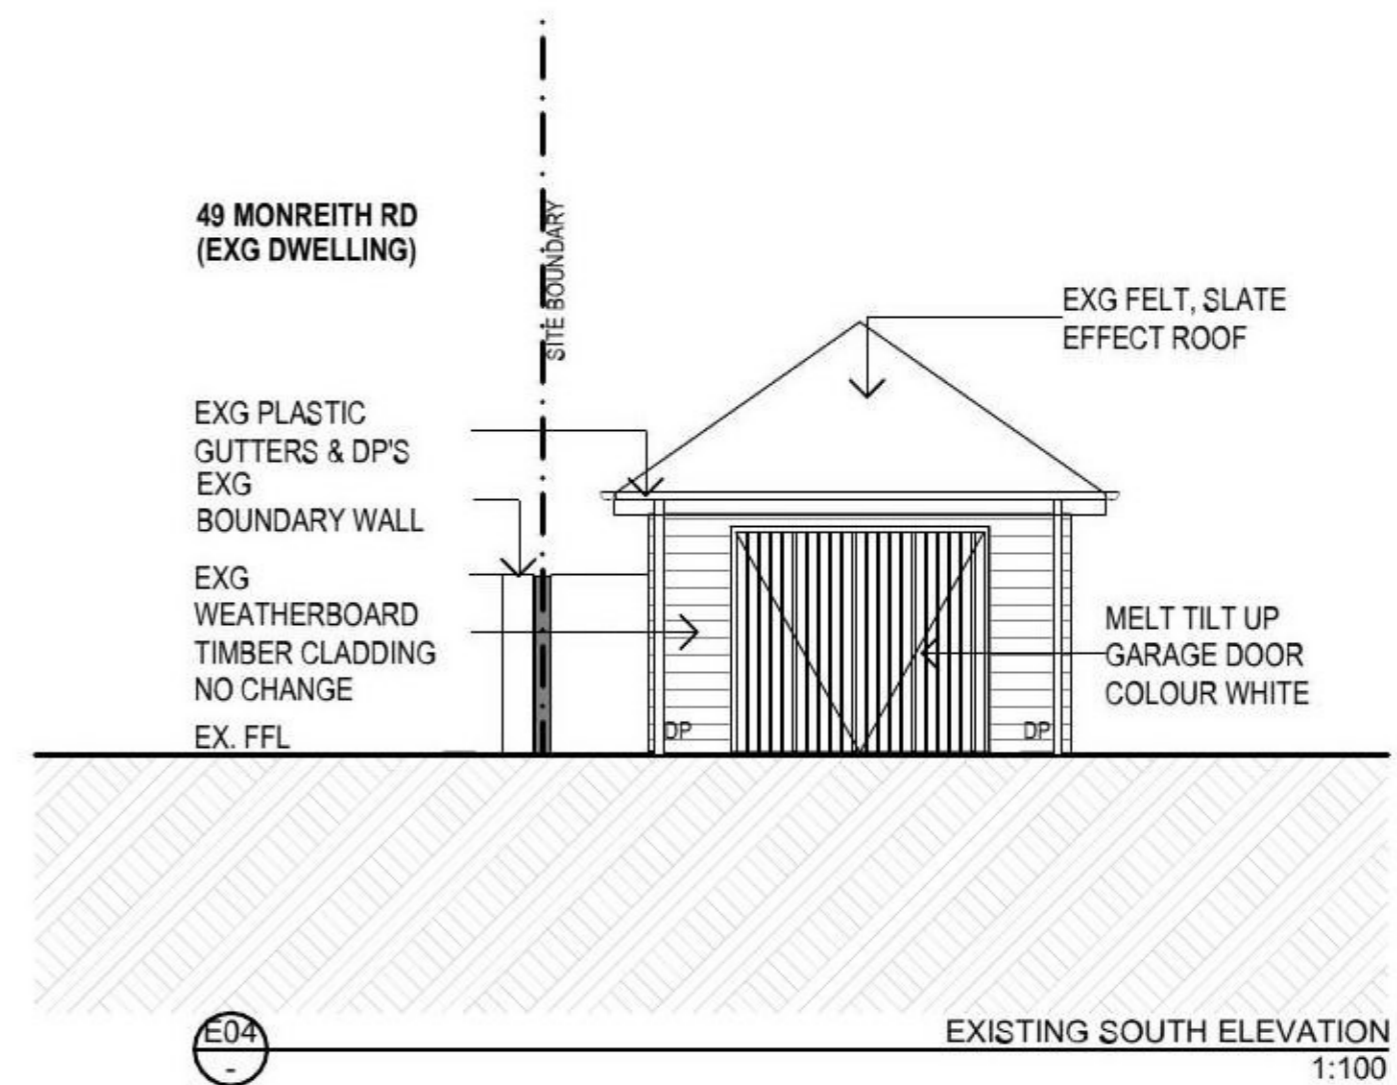 49 MONREITH RD
(EXG DWELLING)
SITE BOUNDARY
EXG FELT, SLATE
EFFECT ROOF
EXG PLASTIC
GUTTERS & DP'S
EXG
BOUNDARY WALL
EXG
WEATHERBOARD
TIMBER CLADDING
NO CHANGE
EX. FFL
MELT TILT UP
GARAGE DOOR
COLOUR WHITE
DP
DP
E04
-
EXISTING SOUTH ELEVATION
1:100